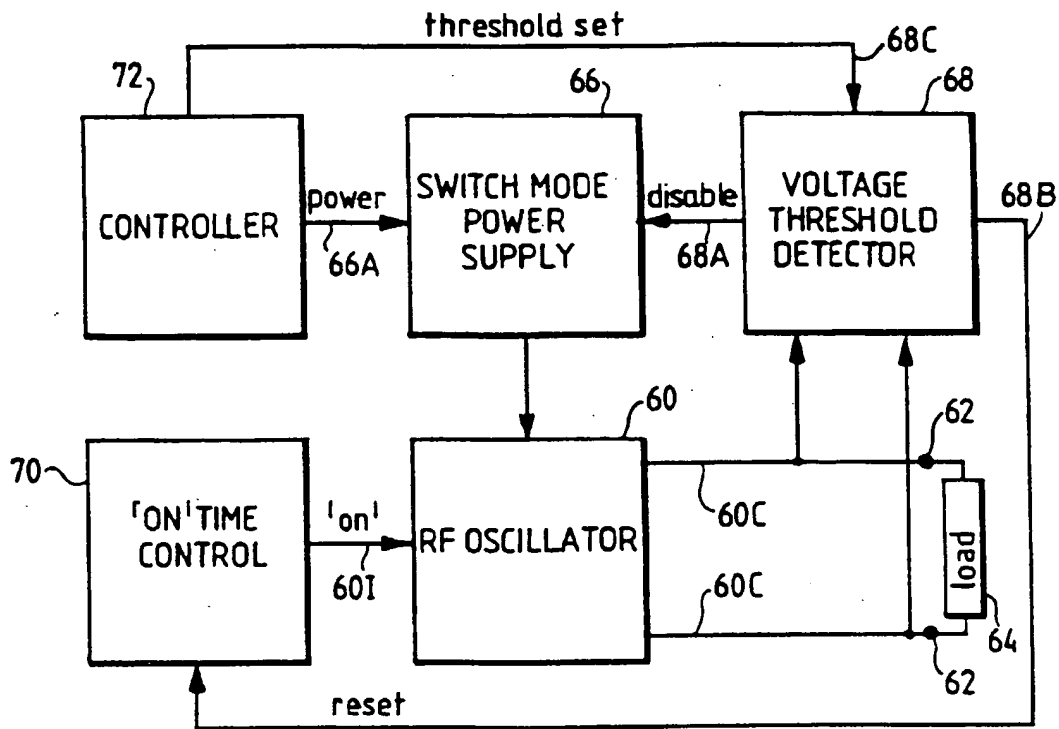 threshold set
68C
72
66
68
CONTROLLER
power
66A
SWITCH MODE
POWER
SUPPLY
disable
68A
VOLTAGE
THRESHOLD
DETECTOR
68B
60
62
70
'ON' TIME
CONTROL
'on'
60I
RF OSCILLATOR
60C
60C
load
64
62
reset